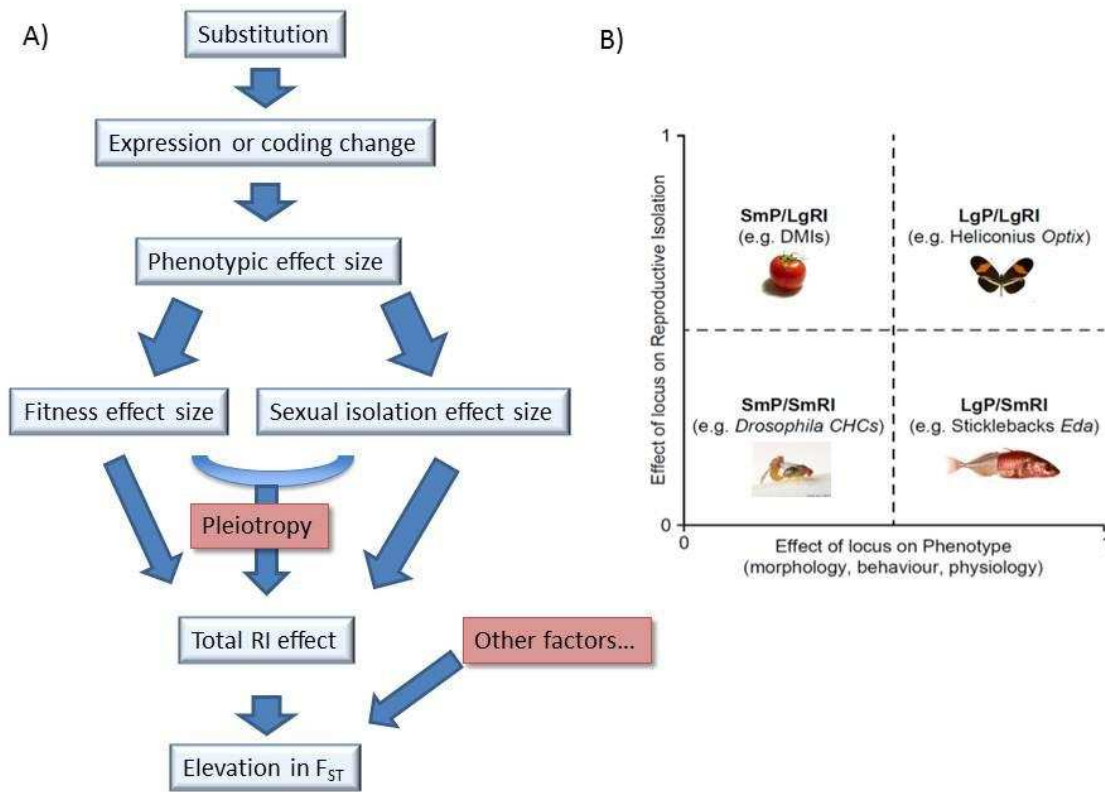 A)
Substitution
Expression or coding change
Phenotypic effect size
Fitness effect size
Sexual isolation effect size
Pleiotropy
Total RI effect
Other factors...
Elevation in FST
B)
Effect of locus on Reproductive Isolation
1
SmP/LgRI
(e.g. DMIs)
LgP/LgRI
(e.g. Heliconius Optix)
SmP/SmRI
(e.g. Drosophila CHCs)
LgP/SmRI
(e.g. Sticklebacks Eda)
0
0
Effect of locus on Phenotype
(morphology, behaviour, physiology)